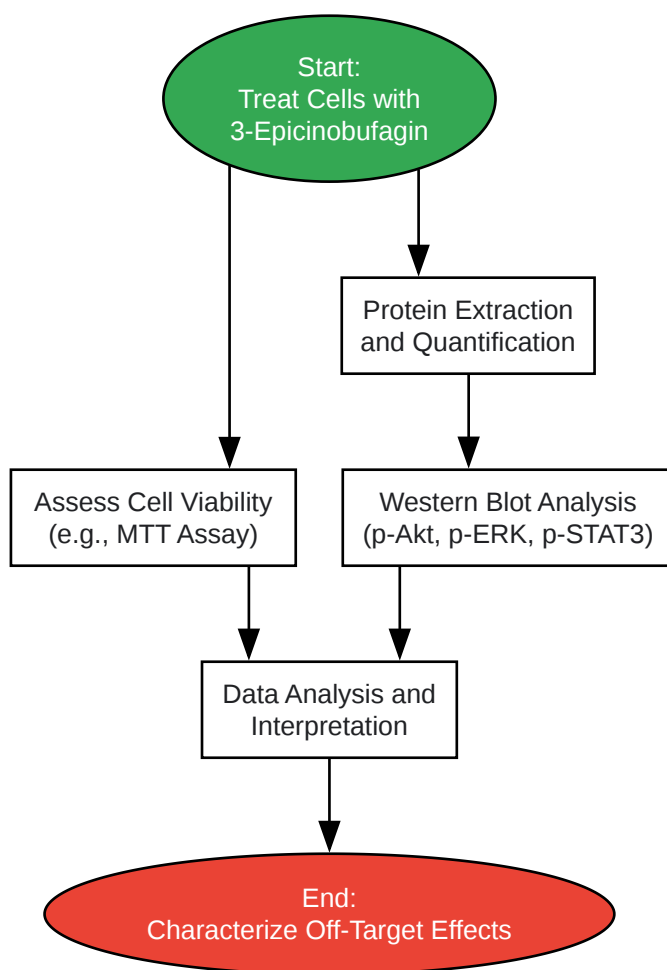 Start:
Treat Cells with
3-Epicinobufagin
Protein Extraction
and Quantification
Assess Cell Viability
(e.g., MTT Assay)
Western Blot Analysis
(p-Akt, p-ERK, p-STAT3)
Data Analysis and
Interpretation
End:
Characterize Off-Target Effects